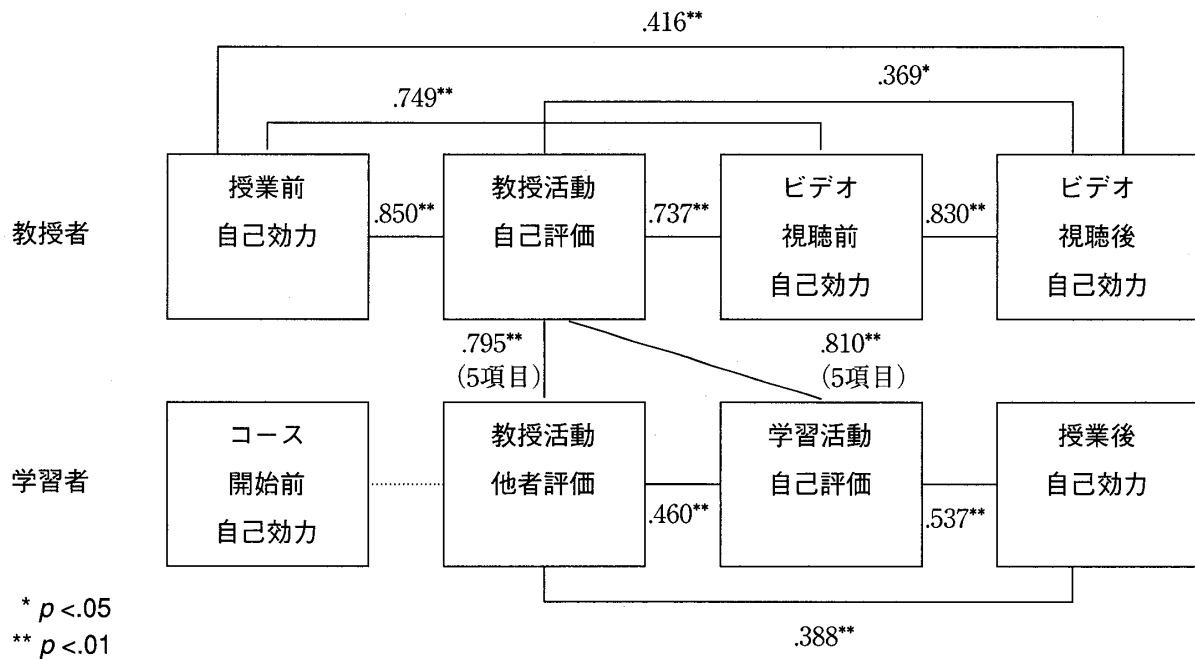 .416**
.369*
.749**
教授者
授業前
自己効力
.850**
教授活動
自己評価
.737**
ビデオ
視聴前
自己効力
.830**
ビデオ
視聴後
自己効力
.795**
(5項目)
.810**
(5項目)
学習者
コース
開始前
自己効力
教授活動
他者評価
.460**
学習活動
自己評価
.537**
授業後
自己効力
.388**
* p <.05
** p <.01